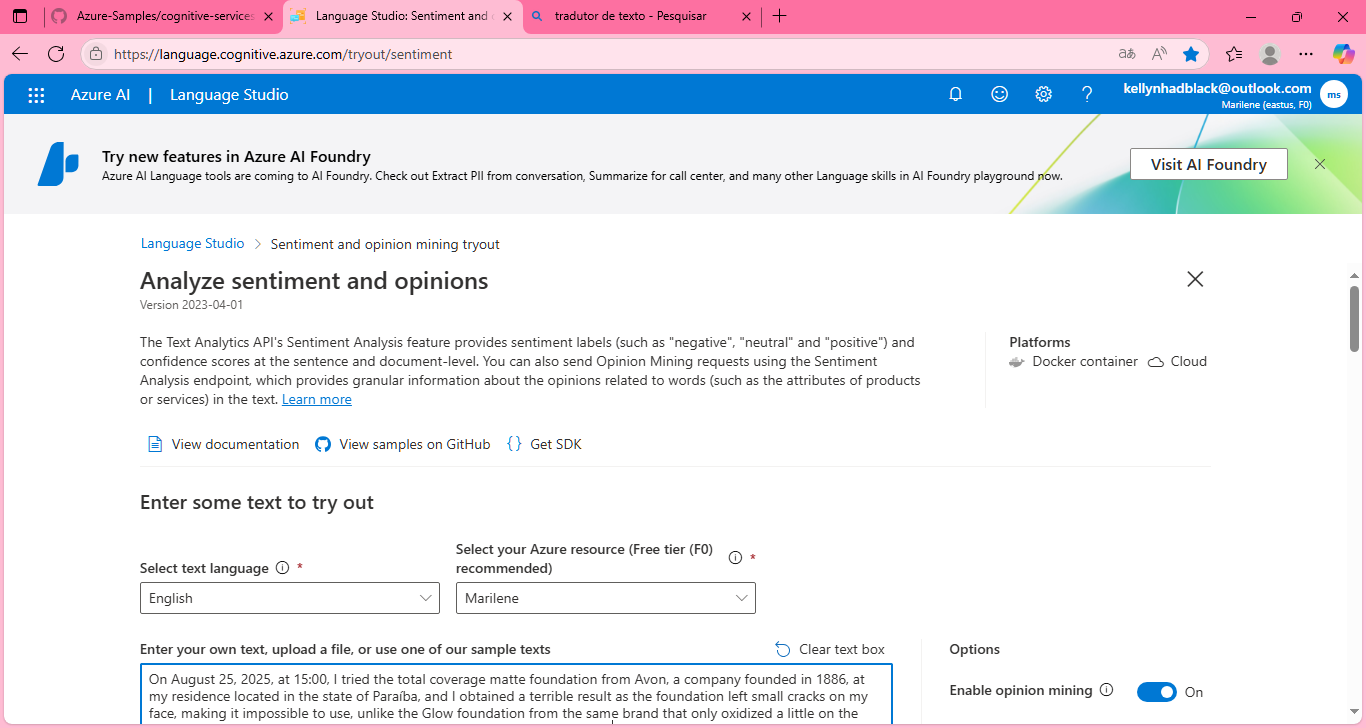 Azure-Samples/cognitive-services
Language Studio: Sentiment and
tradutor de texto - Pesquisar
https://language.cognitive.azure.com/tryout/sentiment
Azure AI | Language Studio
kellynhadblack@outlook.com
Marilene (eastus, F0)
ms
Try new features in Azure AI Foundry
Azure AI Language tools are coming to AI Foundry. Check out Extract PII from conversation, Summarize for call center, and many other Language skills in AI Foundry playground now.
Visit AI Foundry
Language Studio > Sentiment and opinion mining tryout
Analyze sentiment and opinions
Version 2023-04-01
The Text Analytics API's Sentiment Analysis feature provides sentiment labels (such as "negative", "neutral" and "positive") and
confidence scores at the sentence and document-level. You can also send Opinion Mining requests using the Sentiment
Analysis endpoint, which provides granular information about the opinions related to words (such as the attributes of products
or services) in the text. Learn more
Platforms
Docker container Cloud
View documentation View samples on GitHub {} Get SDK
Enter some text to try out
Select text language *
English
Select your Azure resource (Free tier (F0)
recommended) *
Marilene
Enter your own text, upload a file, or use one of our sample texts
Clear text box
On August 25, 2025, at 15:00, I tried the total coverage matte foundation from Avon, a company founded in 1886, at
my residence located in the state of Paraíba, and I obtained a terrible result as the foundation left small cracks on my
face, making it impossible to use, unlike the Glow foundation from the same brand that only oxidized a little on the
Options
Enable opinion mining On